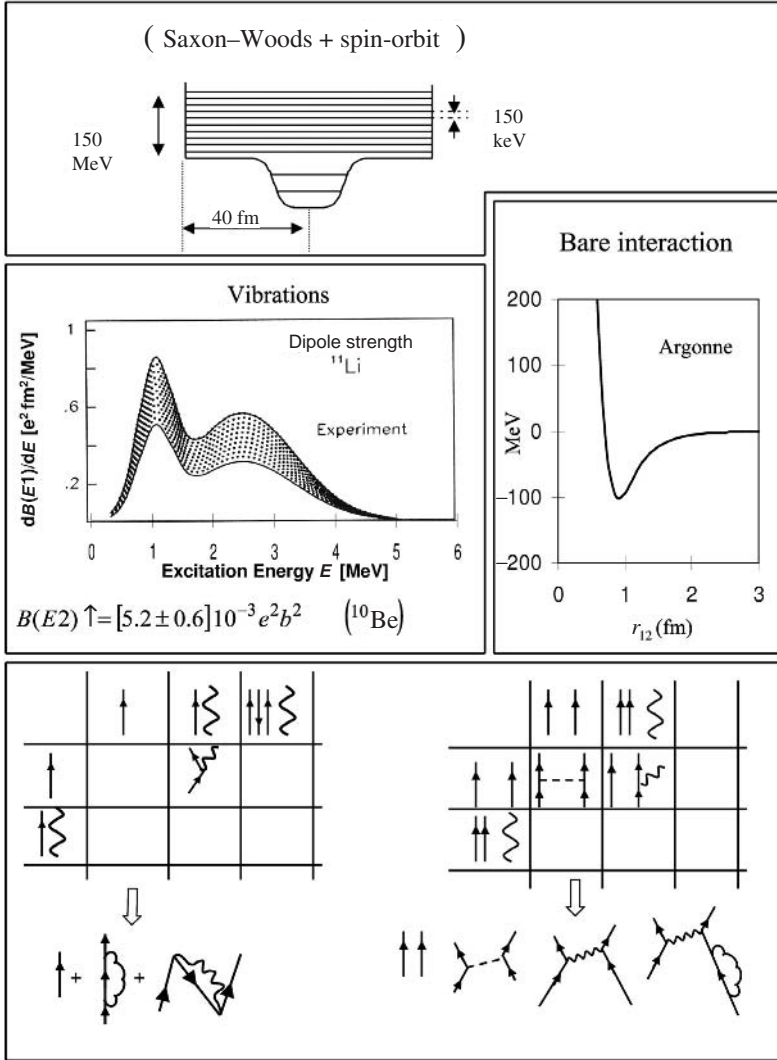 ( Saxon–Woods + spin-orbit )
150
MeV
150
keV
40 fm
Vibrations
Dipole strength
¹¹Li
Experiment
dB(E1)/dE [e² fm²/MeV]
1
.6
.2
0 1 2 3 4 5 6
Excitation Energy E [MeV]
B(E2) ↑= [5.2 ± 0.6] 10⁻³ e²b² (¹⁰Be)
Bare interaction
Argonne
MeV
200
100
0
–100
–200
0 1 2 3
r₁₂ (fm)
+ +